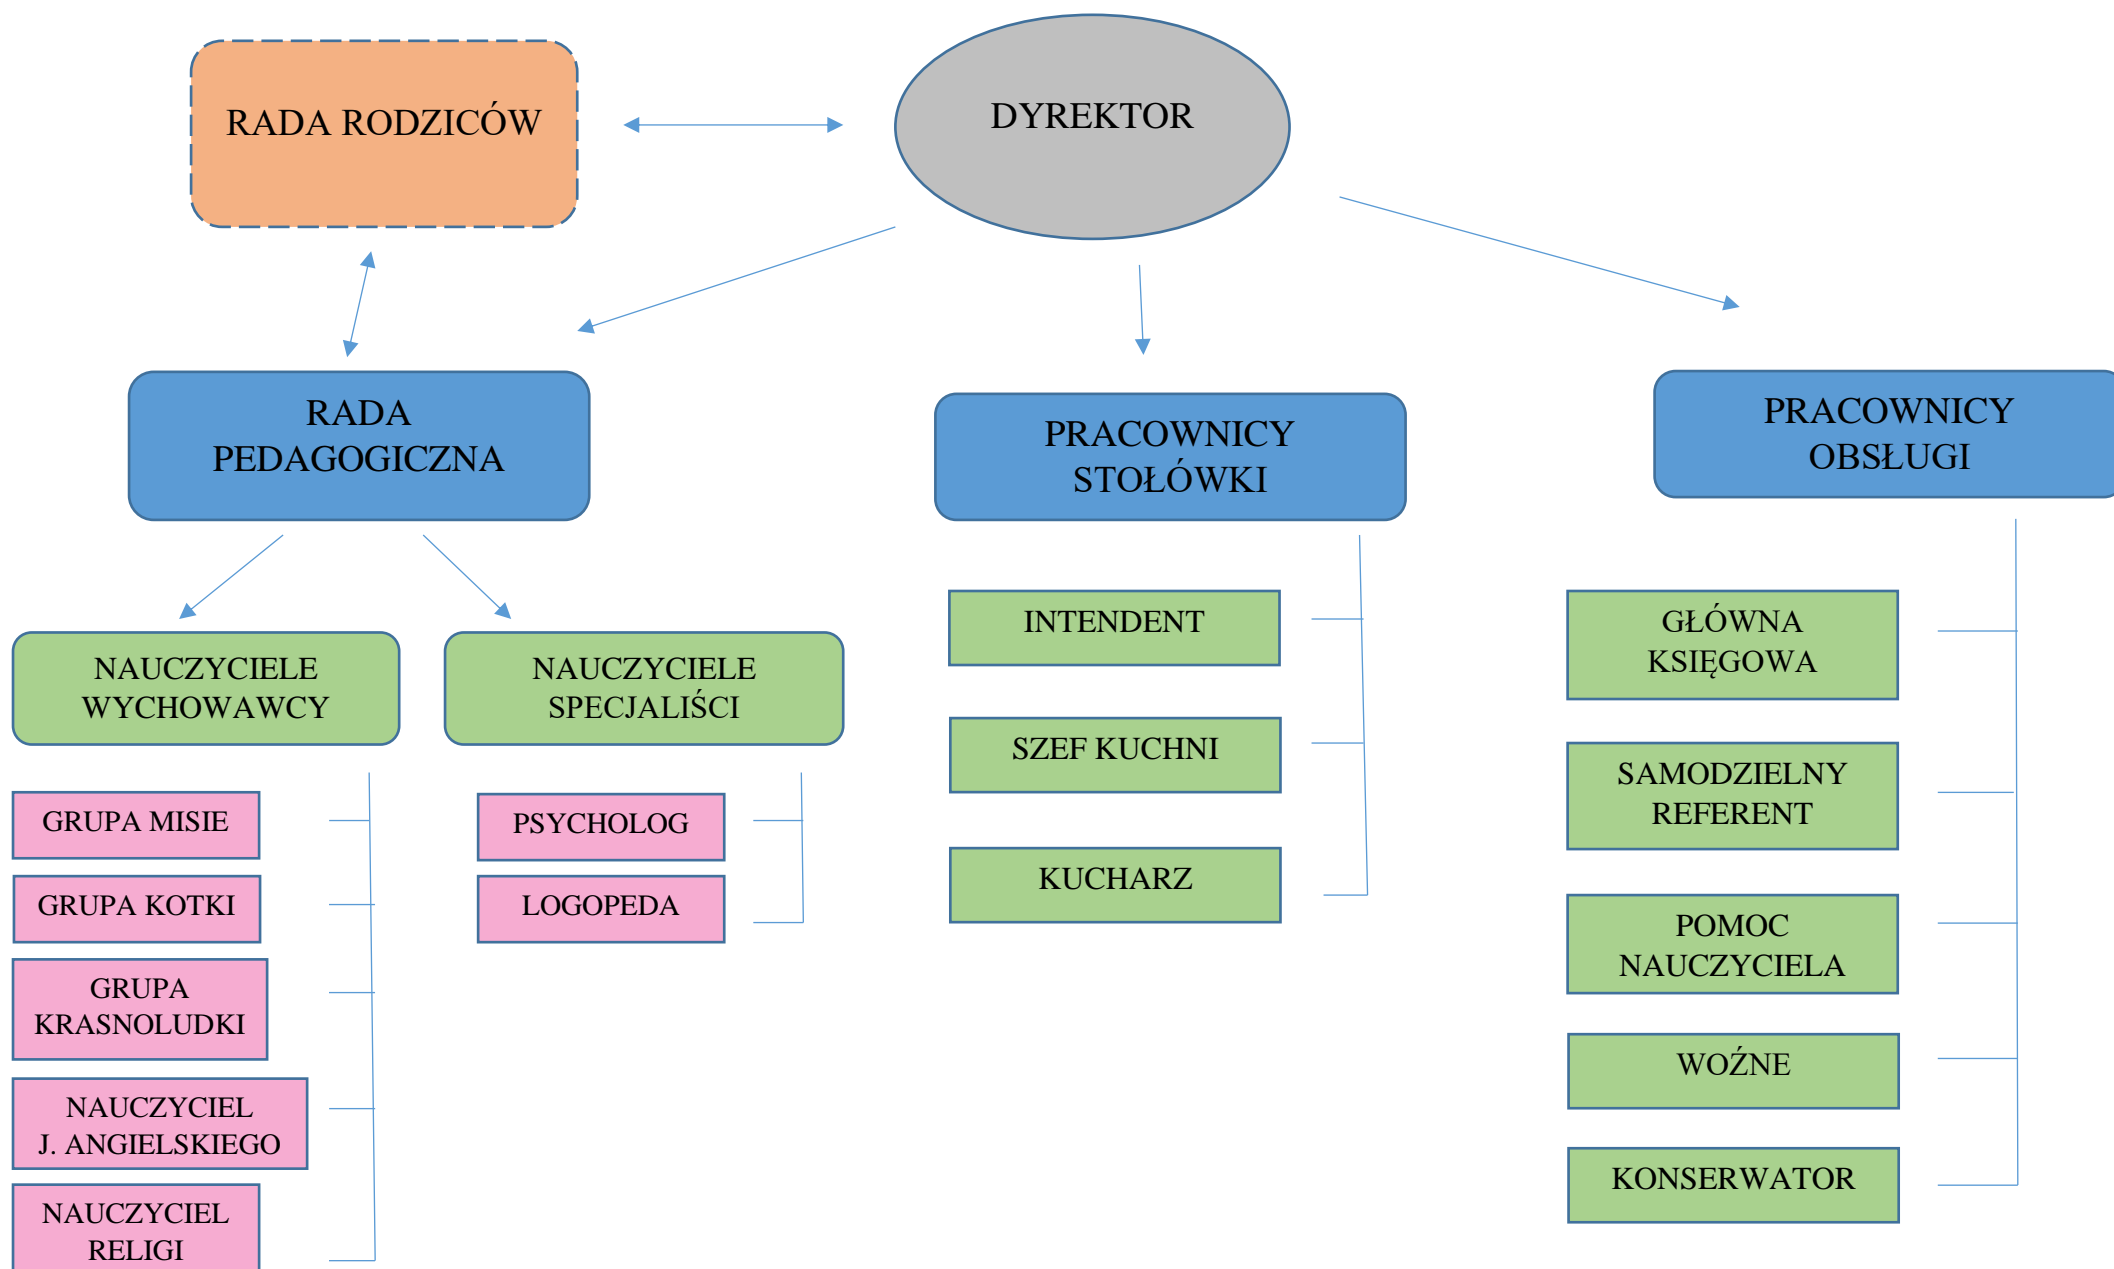 RADA RODZICÓW
DYREKTOR
RADA
PEDAGOGICZNA
PRACOWNICY
STOŁÓWKI
PRACOWNICY
OBSŁUGI
NAUCZYCIELE
WYCHOWAWCY
NAUCZYCIELE
SPECJALIŚCI
GRUPA MISIE
GRUPA KOTKI
GRUPA
KRASNOLUDKI
NAUCZYCIEL
J. ANGIELSKIEGO
NAUCZYCIEL
RELIGI
PSYCHOLOG
LOGOPEDA
INTENDENT
SZEF KUCHNI
KUCHARZ
GŁÓWNA
KSIĘGOWA
SAMODZIELNY
REFERENT
POMOC
NAUCZYCIELA
WOŹNE
KONSERWATOR